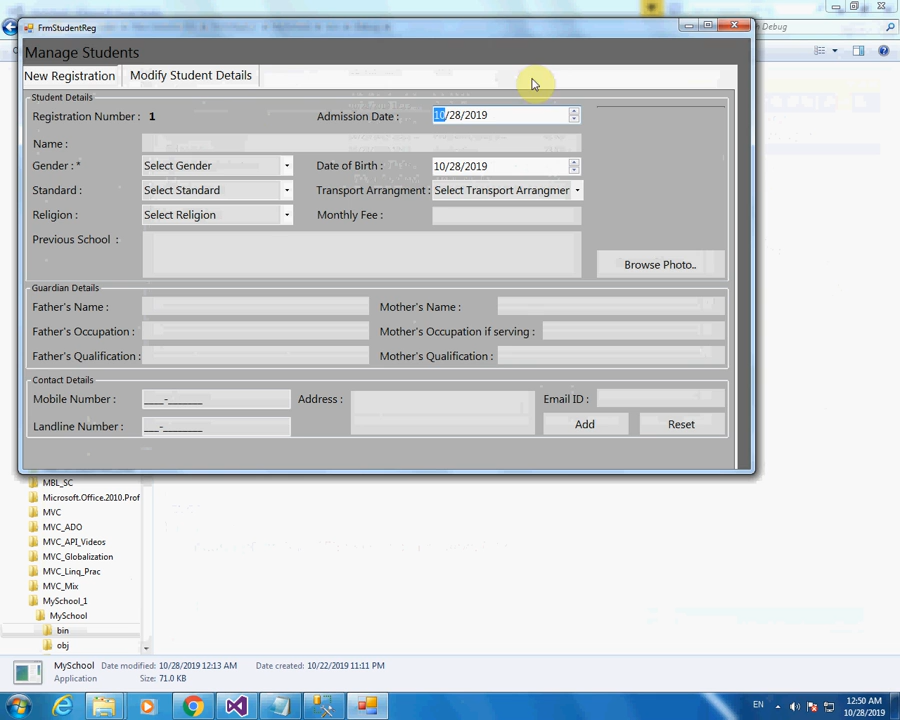 FrmStudentReg
Debug
Manage Students
New Registration
Modify Student Details
Student Details
Registration Number : 1
Admission Date : 10/28/2019
Name :
Gender : * Select Gender
Date of Birth : 10/28/2019
Standard : Select Standard
Transport Arrangment : Select Transport Arrangmer
Religion : Select Religion
Monthly Fee :
Previous School :
Browse Photo..
Guardian Details
Father's Name :
Mother's Name :
Father's Occupation :
Mother's Occupation if serving :
Father's Qualification :
Mother's Qualification :
Contact Details
Mobile Number : ____-_______
Address :
Email ID :
Landline Number : ___-________
Add
Reset
MBL_SC
Microsoft.Office.2010.Prof
MVC
MVC_ADO
MVC_API_Videos
MVC_Globalization
MVC_Linq_Prac
MVC_Mix
MySchool_1
MySchool
bin
obj
MySchool Date modified: 10/28/2019 12:13 AM Date created: 10/22/2019 11:11 PM
Application Size: 71.0 KB
EN
12:50 AM
10/28/2019